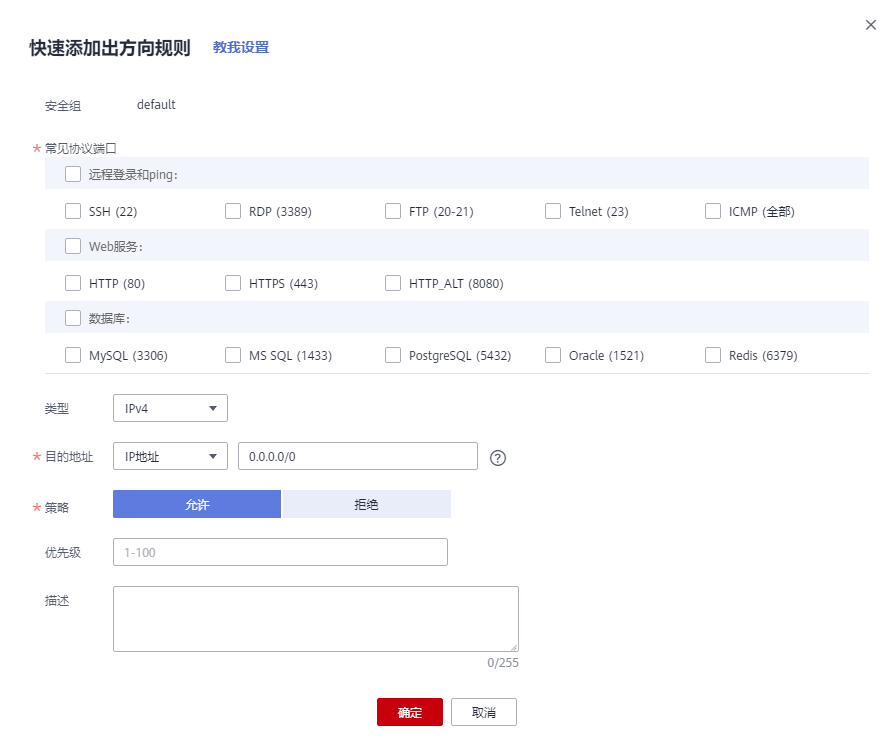 快速添加出方向规则 教我设置
安全组 default
* 常见协议端口
远程登录和ping:
SSH (22) RDP (3389) FTP (20-21) Telnet (23) ICMP (全部)
Web服务:
HTTP (80) HTTPS (443) HTTP_ALT (8080)
数据库:
MySQL (3306) MS SQL (1433) PostgreSQL (5432) Oracle (1521) Redis (6379)
类型 IPv4
* 目的地址 IP地址 0.0.0.0/0 ?
* 策略 允许 拒绝
优先级 1-100
描述
0/255
确定 取消